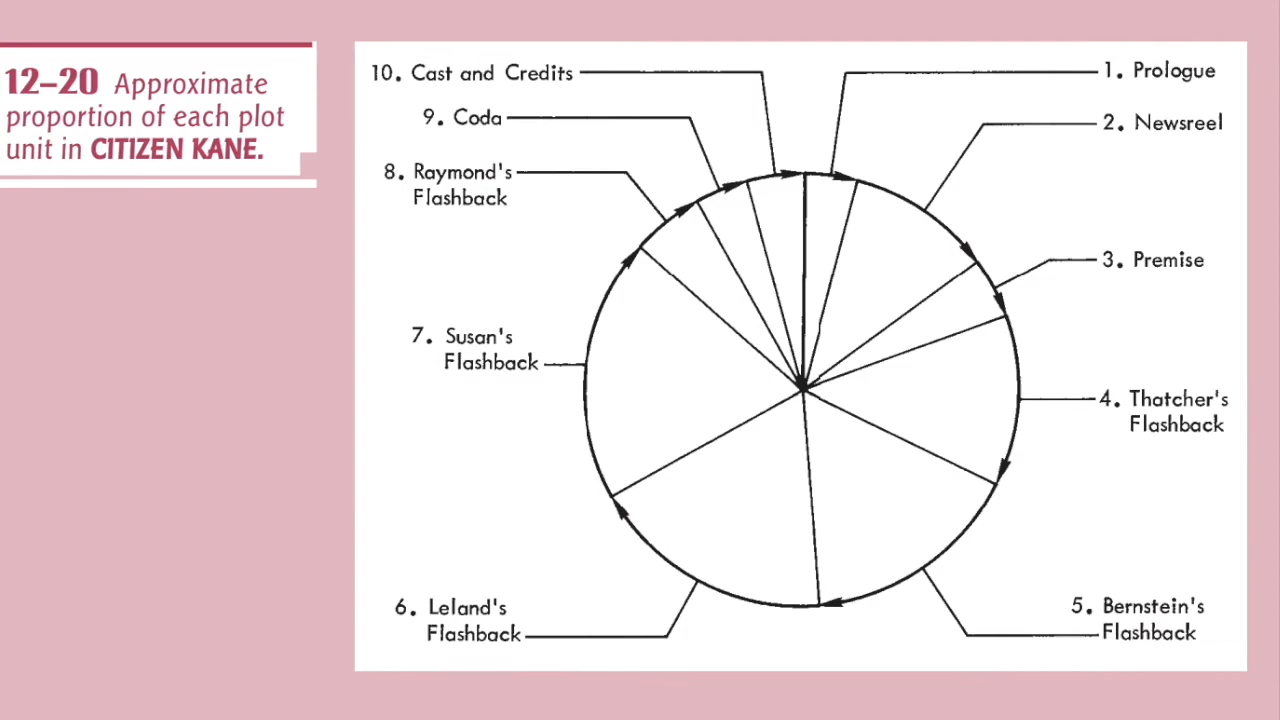 12–20 Approximate
proportion of each plot
unit in CITIZEN KANE.
10. Cast and Credits
9. Coda
8. Raymond's
Flashback
7. Susan's
Flashback
6. Leland's
Flashback
1. Prologue
2. Newsreel
3. Premise
4. Thatcher's
Flashback
5. Bernstein's
Flashback